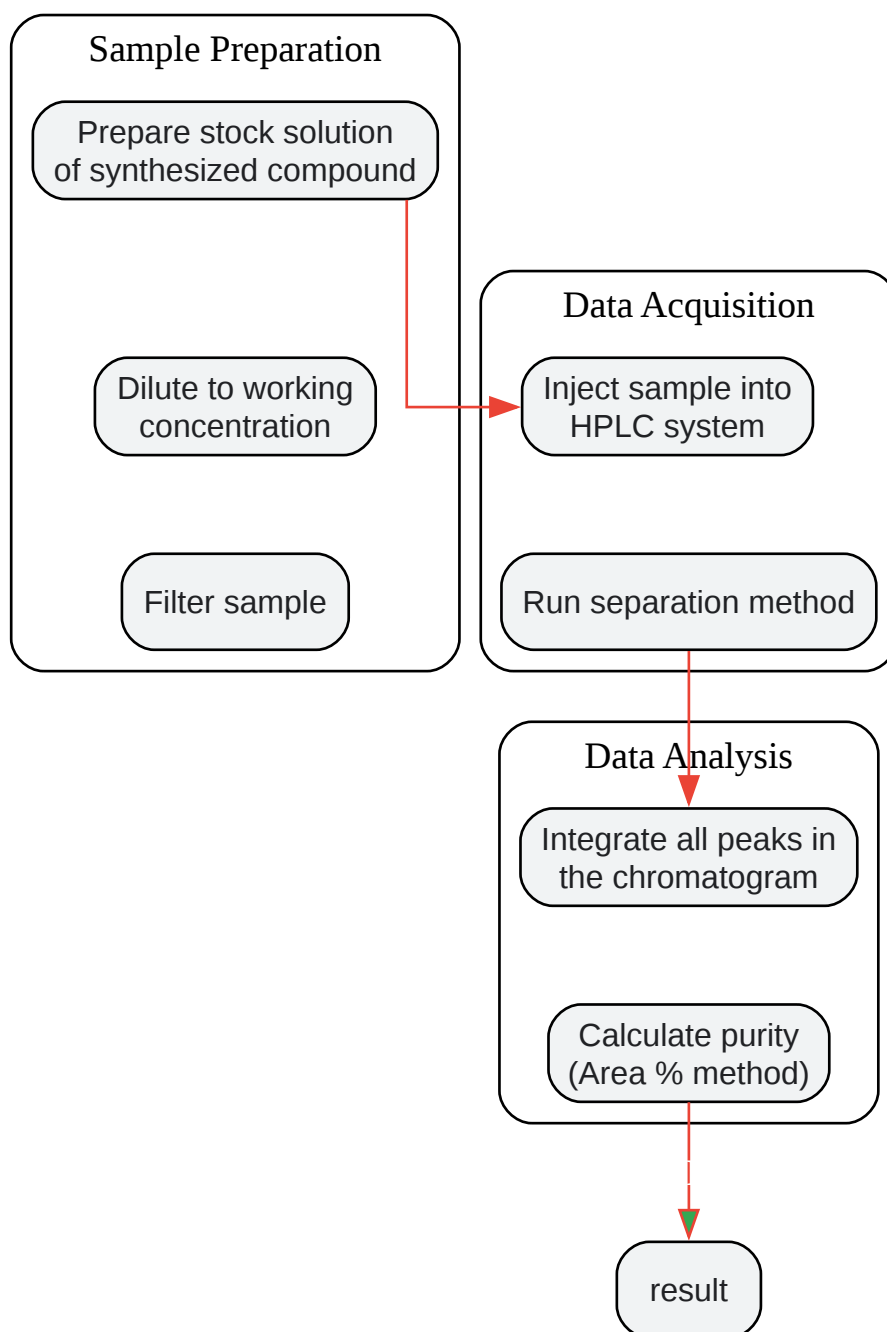 Sample Preparation
Prepare stock solution
of synthesized compound
Dilute to working
concentration
Filter sample
Data Acquisition
Inject sample into
HPLC system
Run separation method
Data Analysis
Integrate all peaks in
the chromatogram
Calculate purity
(Area % method)
result